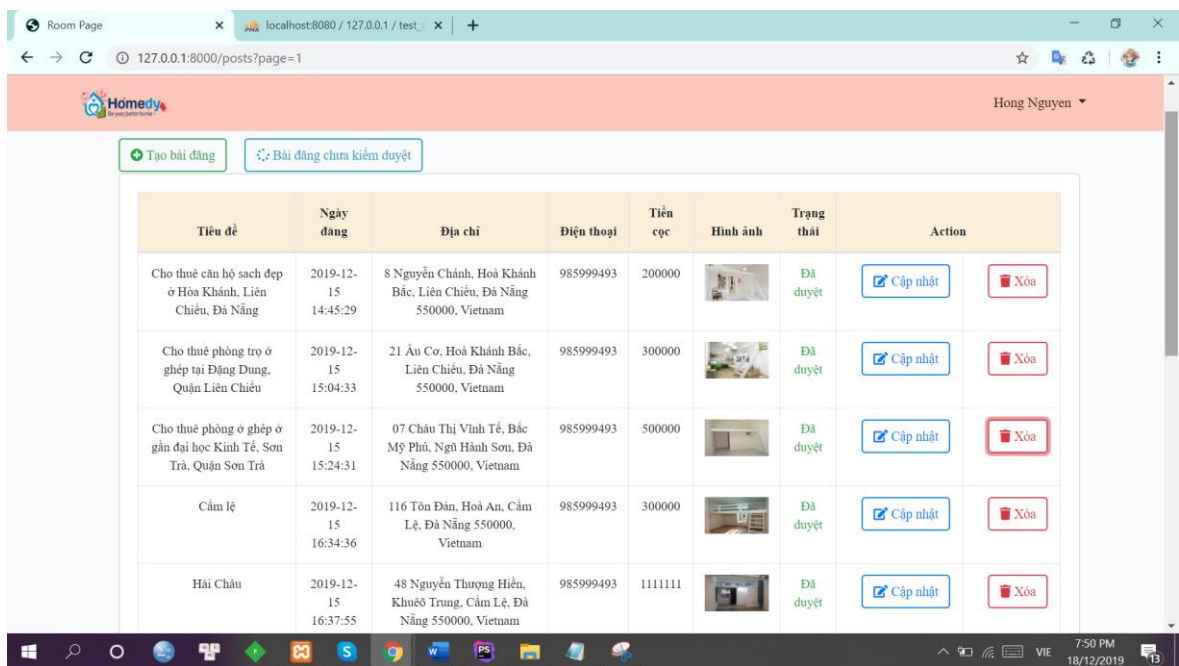 Room Page
localhost:8080 / 127.0.0.1 / test_
127.0.0.1:8000/posts?page=1
Homedy
Hong Nguyen
Tạo bài đăng
Bài đăng chưa kiểm duyệt
Tiêu đề
Ngày
đăng
Địa chỉ
Điện thoại
Tiền
cọc
Hình ảnh
Trạng
thái
Action
Cho thuê căn hộ sach đẹp
ở Hòa Khánh, Liên
Chiểu, Đà Nẵng
2019-12-
15
14:45:29
8 Nguyễn Chánh, Hoà Khánh
Bắc, Liên Chiểu, Đà Nẵng
550000, Vietnam
985999493
200000
Đã
duyệt
Cập nhật
Xóa
Cho thuê phòng trọ ở
ghép tại Đặng Dung,
Quận Liên Chiểu
2019-12-
15
15:04:33
21 Âu Cơ, Hoà Khánh Bắc,
Liên Chiểu, Đà Nẵng
550000, Vietnam
985999493
300000
Đã
duyệt
Cập nhật
Xóa
Cho thuê phòng ở ghép ở
gần đại học Kinh Tế, Sơn
Trà, Quận Sơn Trà
2019-12-
15
15:24:31
07 Châu Thị Vĩnh Tế, Bắc
Mỹ Phú, Ngũ Hành Sơn, Đà
Nẵng 550000, Vietnam
985999493
500000
Đã
duyệt
Cập nhật
Xóa
Cẩm lệ
2019-12-
15
16:34:36
116 Tôn Đản, Hoà An, Cẩm
Lệ, Đà Nẵng 550000,
Vietnam
985999493
300000
Đã
duyệt
Cập nhật
Xóa
Hải Châu
2019-12-
15
16:37:55
48 Nguyễn Thượng Hiền,
Khuê Trung, Cẩm Lệ, Đà
Nẵng 550000, Vietnam
985999493
1111111
Đã
duyệt
Cập nhật
Xóa
VIE
7:50 PM
18/12/2019
13